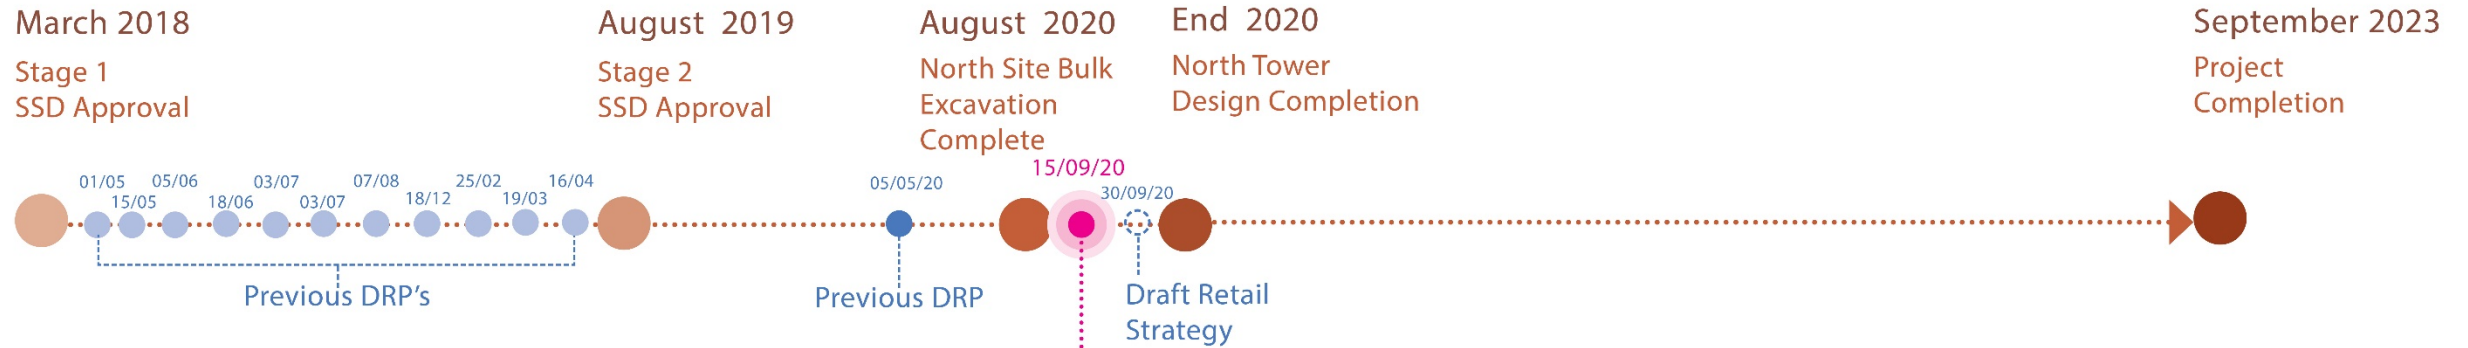 March 2018
Stage 1
SSD Approval
August 2019
Stage 2
SSD Approval
August 2020
North Site Bulk
Excavation
Complete
End 2020
North Tower
Design Completion
September 2023
Project
Completion
01/05
15/05
05/06
18/06
03/07
03/07
07/08
18/12
25/02
19/03
16/04
05/05/20
15/09/20
30/09/20
Previous DRP's
Previous DRP
Draft Retail
Strategy